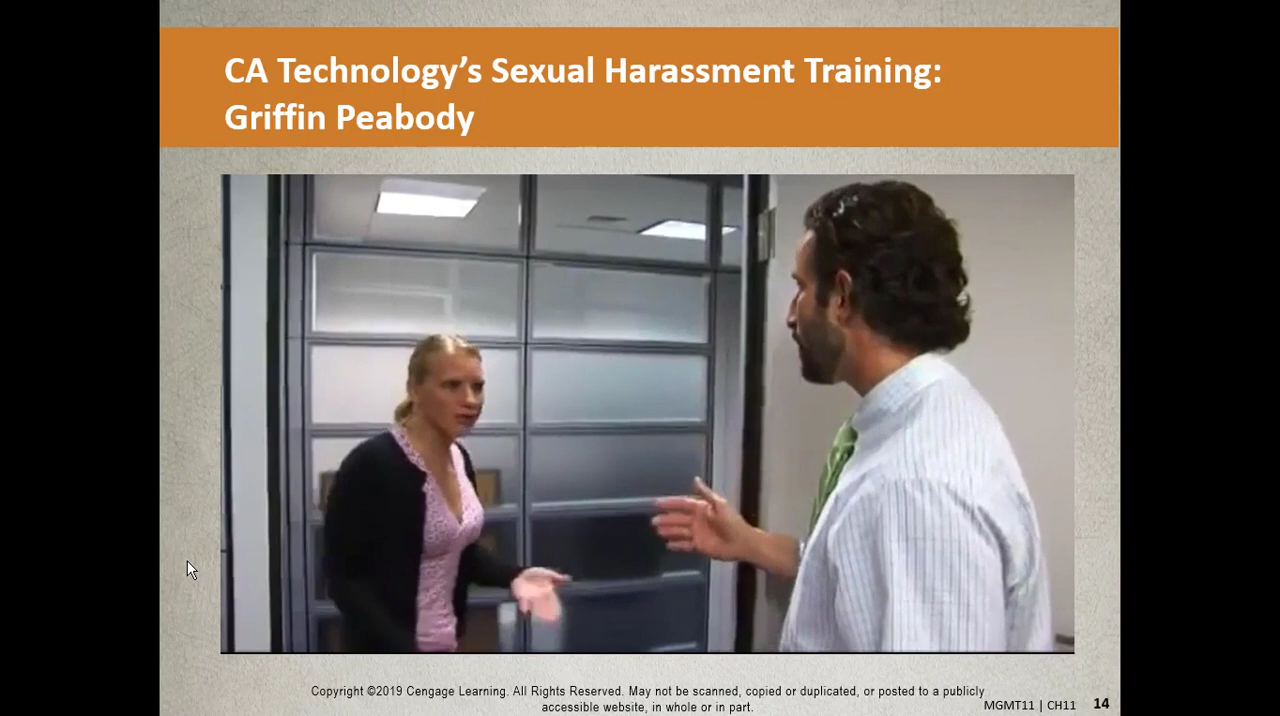 CA Technology’s Sexual Harassment Training:
Griffin Peabody
Copyright ©2019 Cengage Learning. All Rights Reserved. May not be scanned, copied or duplicated, or posted to a publicly
accessible website, in whole or in part.
MGMT11 | CH11 14